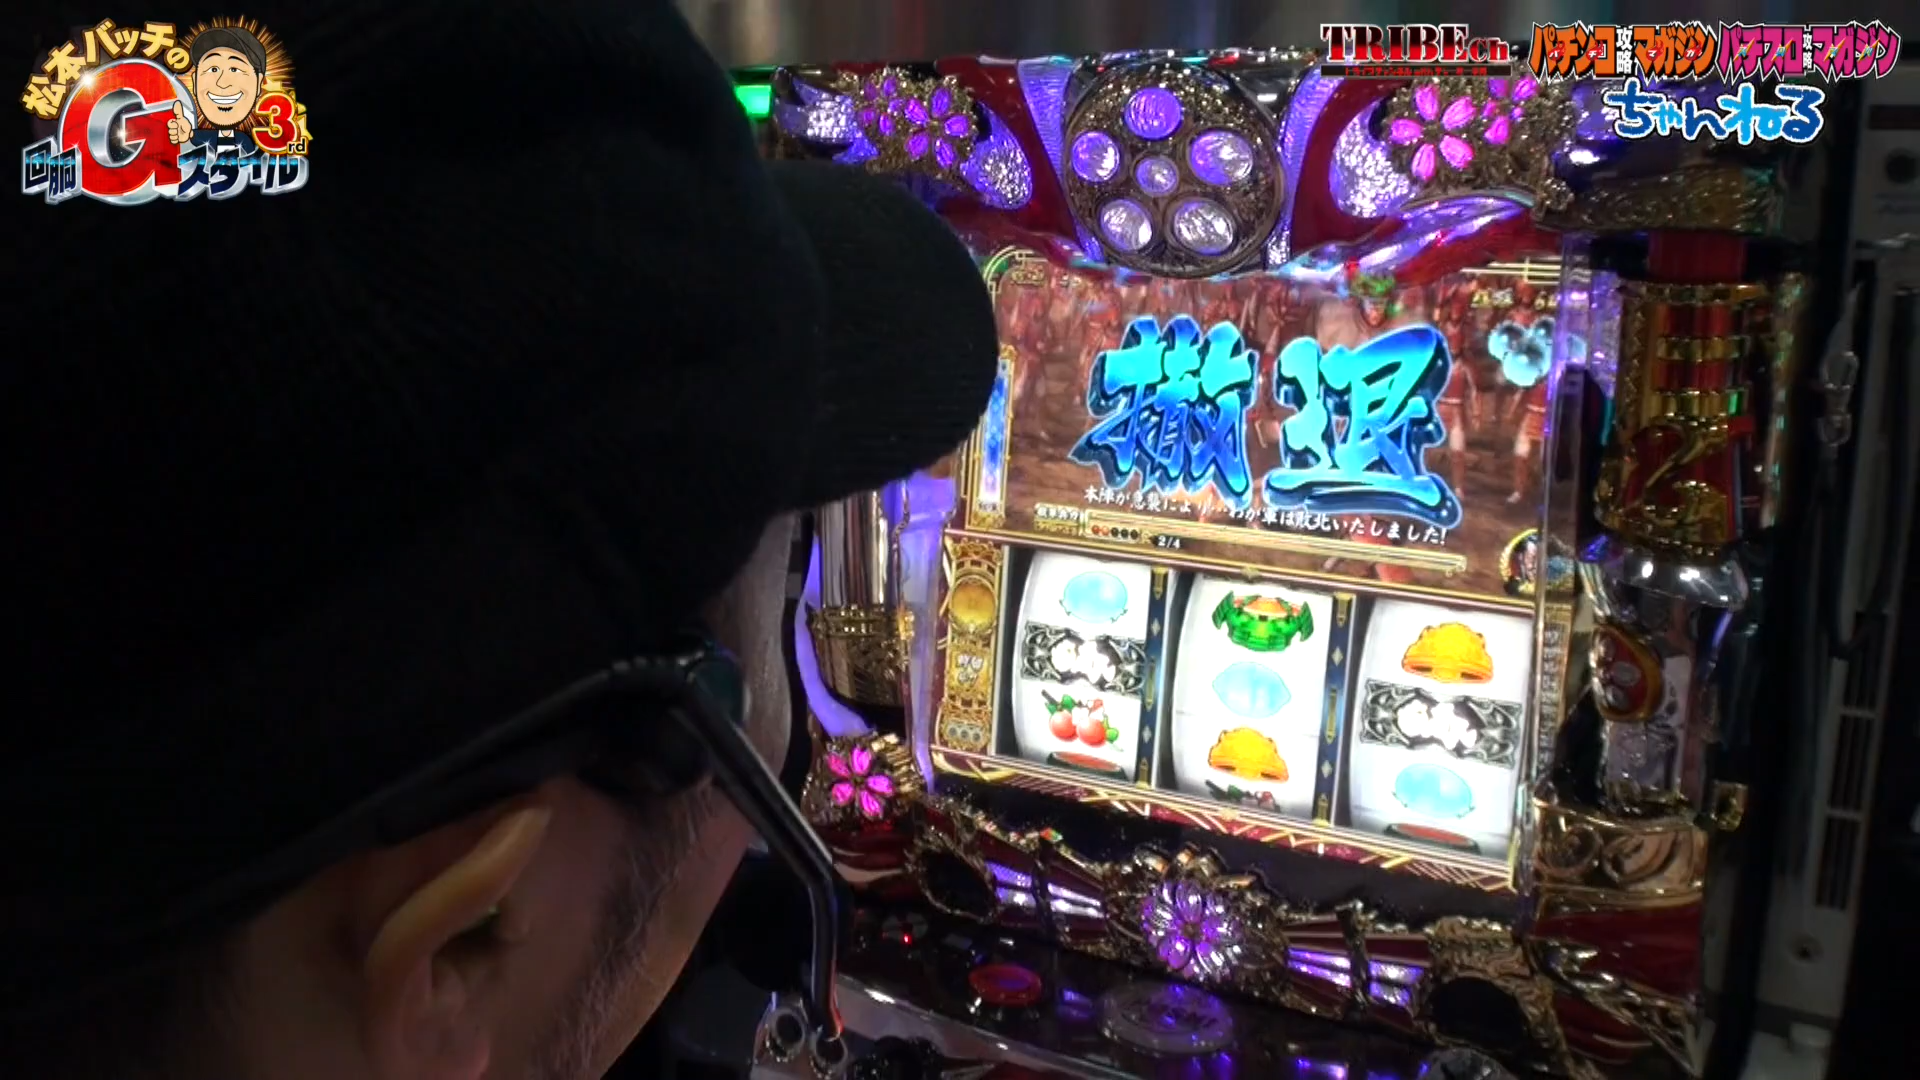 松本バッチの
回胴Gスタイル
3rd
TRIBEch
パチンコ攻略マガジン パチスロ攻略マガジン
ちゃんねる
撤退
本陣が急襲により…わが軍は敗北いたしました!
2/4